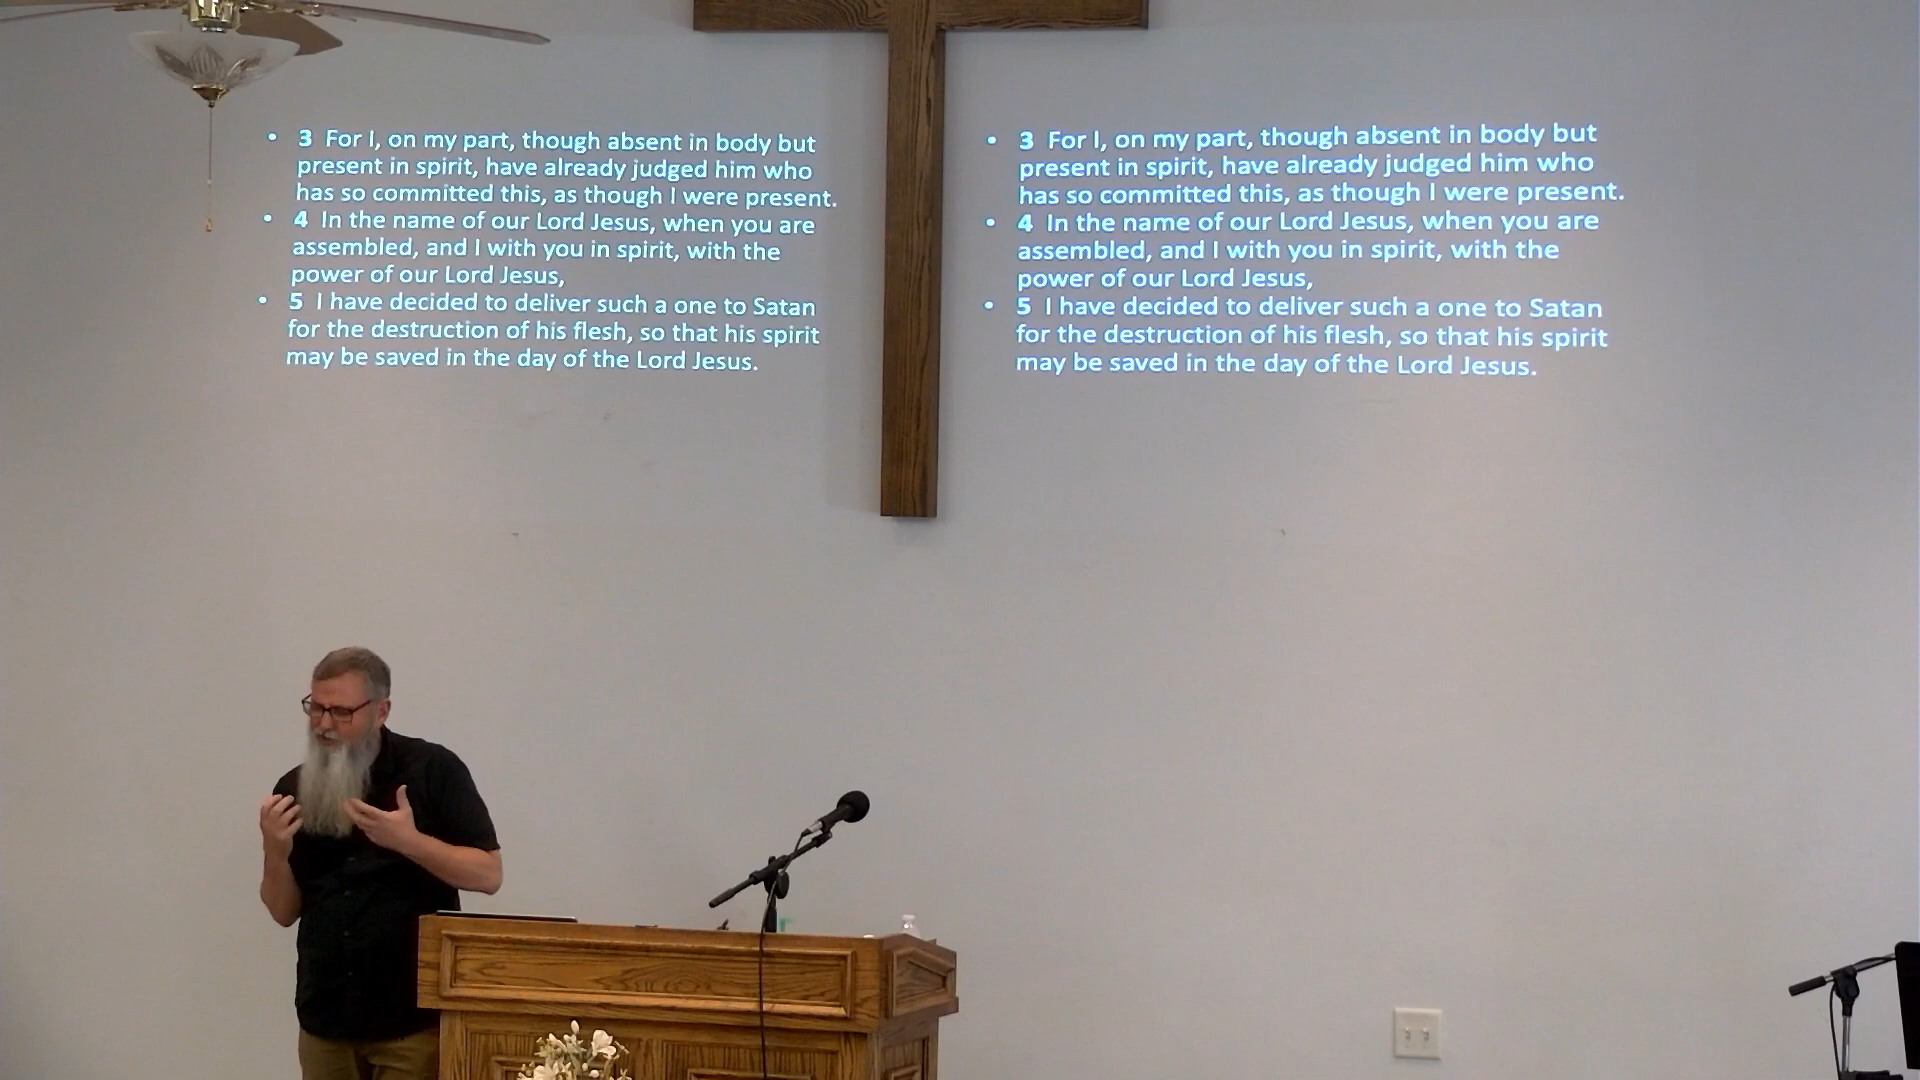 • 3 For I, on my part, though absent in body but
present in spirit, have already judged him who
has so committed this, as though I were present.
• 4 In the name of our Lord Jesus, when you are
assembled, and I with you in spirit, with the
power of our Lord Jesus,
• 5 I have decided to deliver such a one to Satan
for the destruction of his flesh, so that his spirit
may be saved in the day of the Lord Jesus.
• 3 For I, on my part, though absent in body but
present in spirit, have already judged him who
has so committed this, as though I were present.
• 4 In the name of our Lord Jesus, when you are
assembled, and I with you in spirit, with the
power of our Lord Jesus,
• 5 I have decided to deliver such a one to Satan
for the destruction of his flesh, so that his spirit
may be saved in the day of the Lord Jesus.